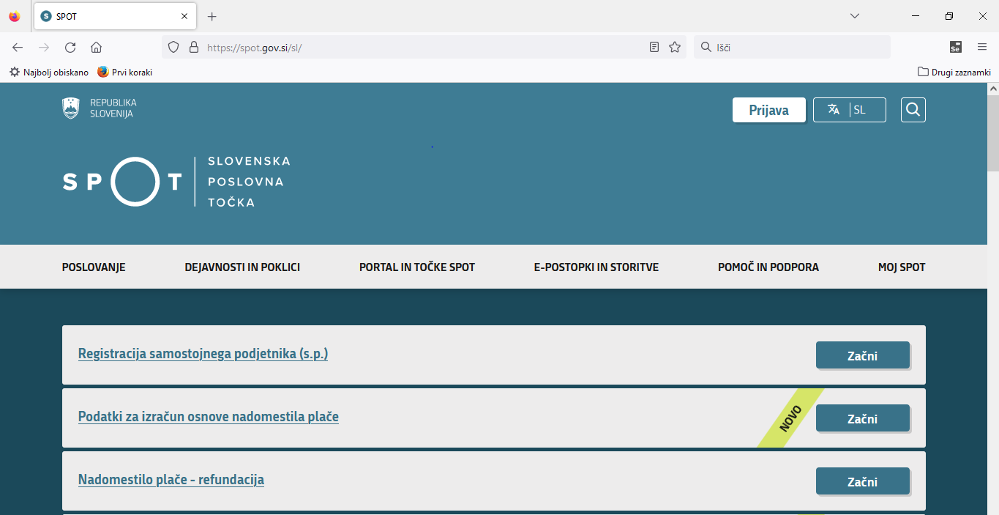 SPOT
https://spot.gov.si/sl/
Išči
Se
Najbolj obiskano
Prvi koraki
Drugi zaznamki
REPUBLIKA
SLOVENIJA
Prijava
SL
SPOT
SLOVENSKA
POSLOVNA
TOČKA
POSLOVANJE
DEJAVNOSTI IN POKLICI
PORTAL IN TOČKE SPOT
E-POSTOPKI IN STORITVE
POMOČ IN PODPORA
MOJ SPOT
Registracija samostojnega podjetnika (s.p.)
Začni
Podatki za izračun osnove nadomestila plače
NOVO
Začni
Nadomestilo plače - refundacija
Začni